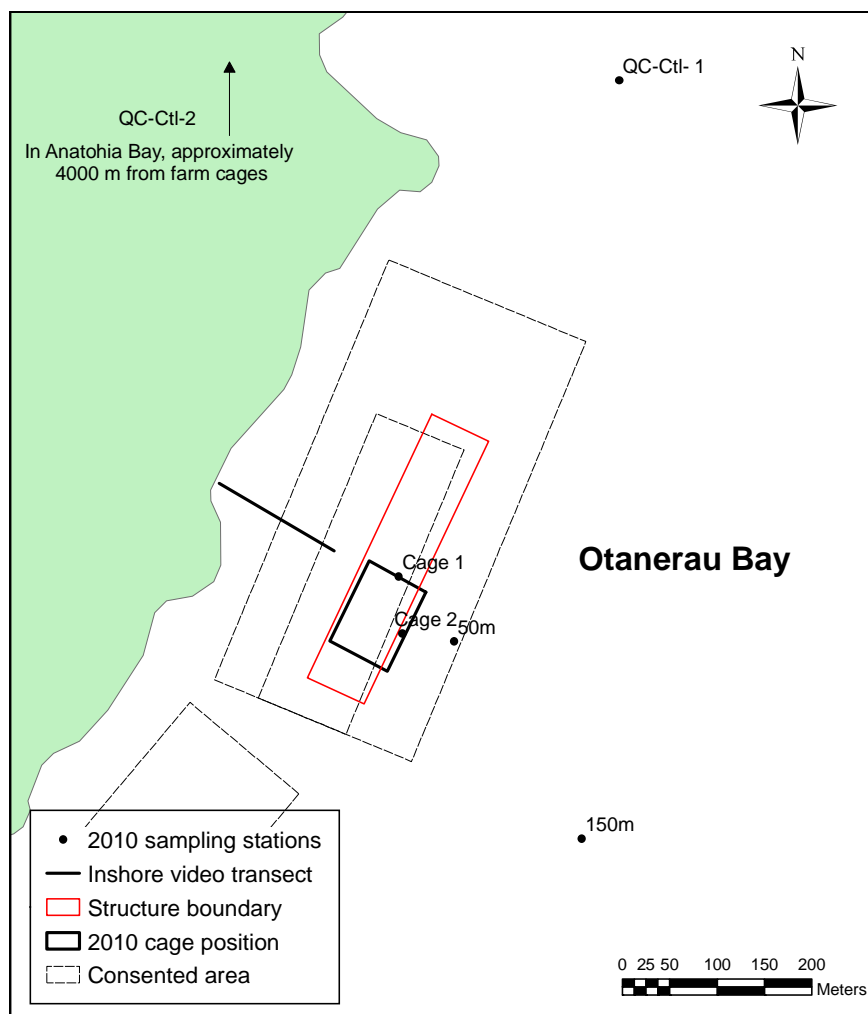 QC-Ctl- 1
N
QC-Ctl-2
In Anatohia Bay, approximately
4000 m from farm cages
Otanerau Bay
Cage 1
Cage 2
50m
150m
2010 sampling stations
Inshore video transect
Structure boundary
2010 cage position
Consented area
0 25 50 100 150 200
Meters